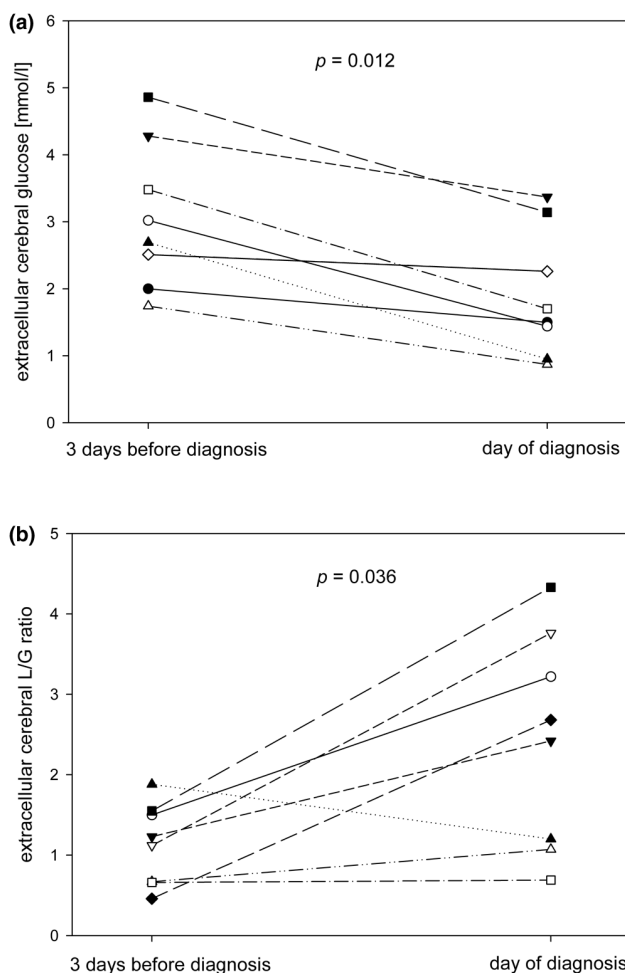 (a)
p = 0.012
extracellular cerebral glucose [mmol/l]
6
5
4
3
2
1
0
3 days before diagnosis
day of diagnosis
(b)
p = 0.036
extracellular cerebral L/G ratio
5
4
3
2
1
0
3 days before diagnosis
day of diagnosis